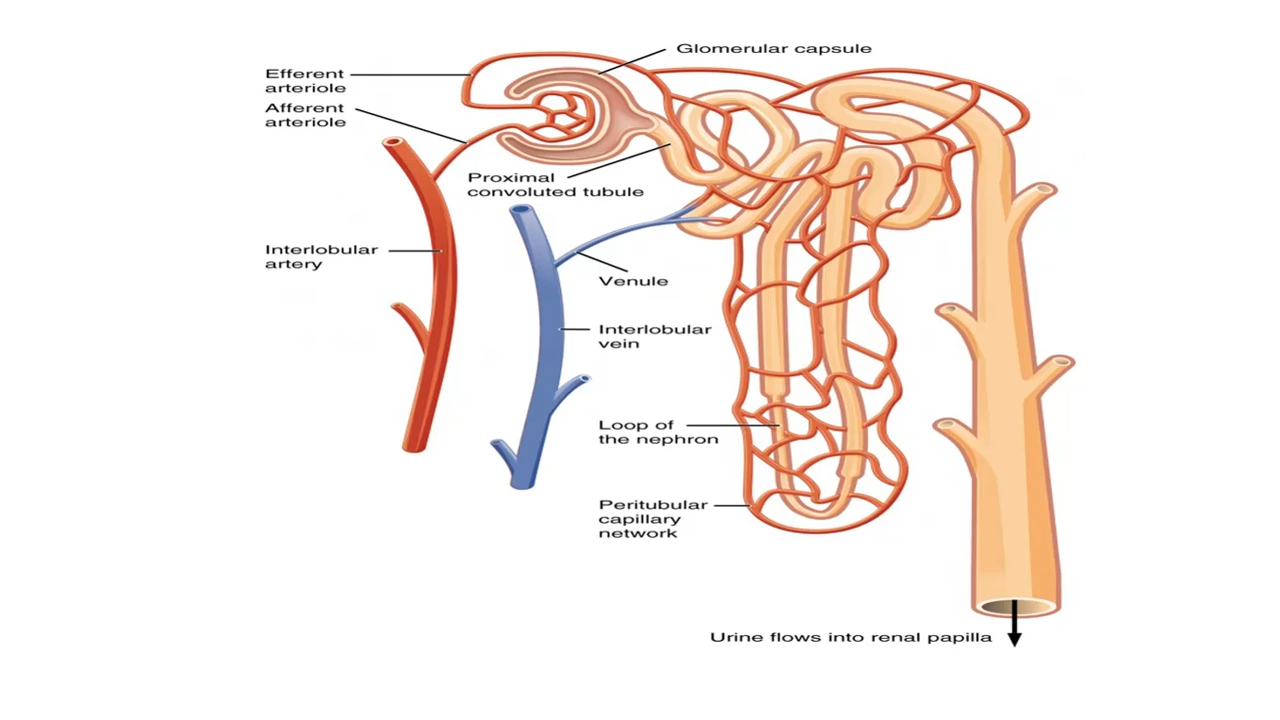 Glomerular capsule
Efferent
arteriole
Afferent
arteriole
Proximal
convoluted tubule
Interlobular
artery
Venule
Interlobular
vein
Loop of
the nephron
Peritubular
capillary
network
Urine flows into renal papilla